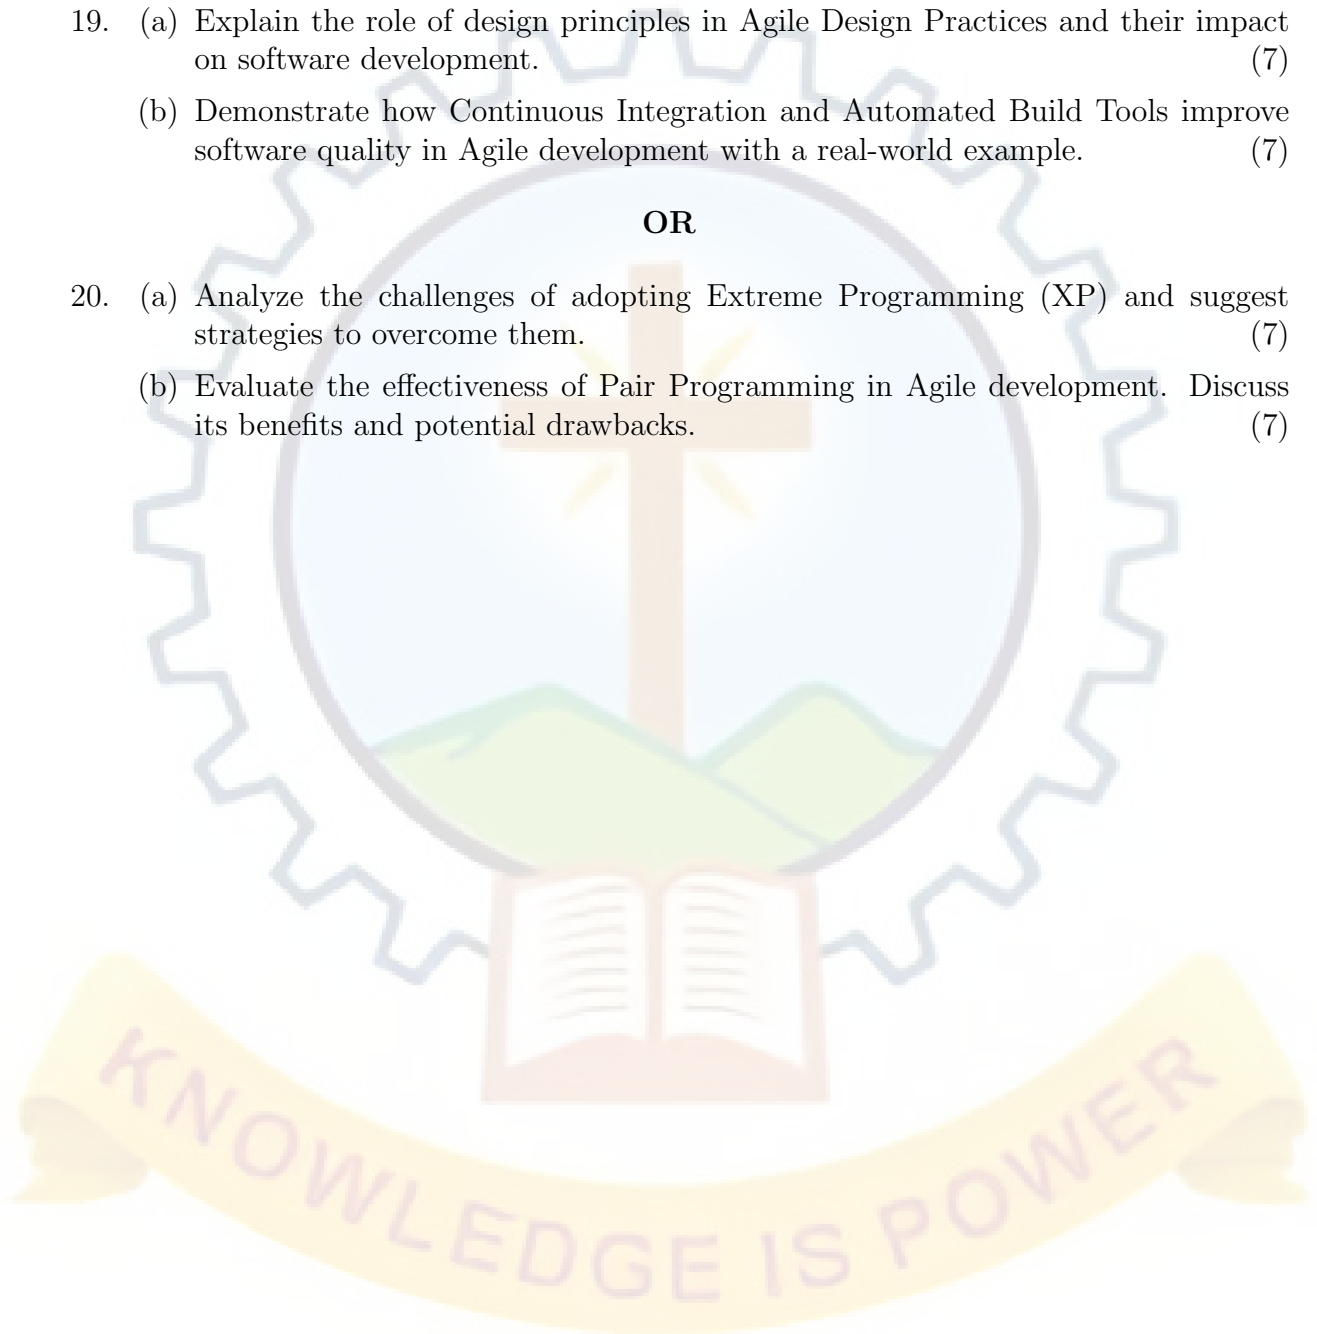 19. (a) Explain the role of design principles in Agile Design Practices and their impact
on software development. (7)
(b) Demonstrate how Continuous Integration and Automated Build Tools improve
software quality in Agile development with a real-world example. (7)
OR
20. (a) Analyze the challenges of adopting Extreme Programming (XP) and suggest
strategies to overcome them. (7)
(b) Evaluate the effectiveness of Pair Programming in Agile development. Discuss
its benefits and potential drawbacks. (7)
KNOWLEDGE IS POWER